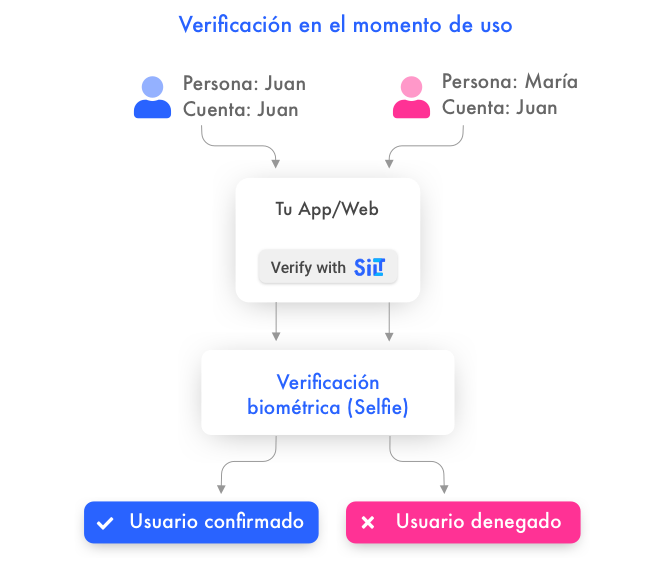 Verificación en el momento de uso
Persona: Juan
Cuenta: Juan
Persona: María
Cuenta: Juan
Tu App/Web
Verify with SiLT
Verificación
biométrica (Selfie)
Usuario confirmado
Usuario denegado